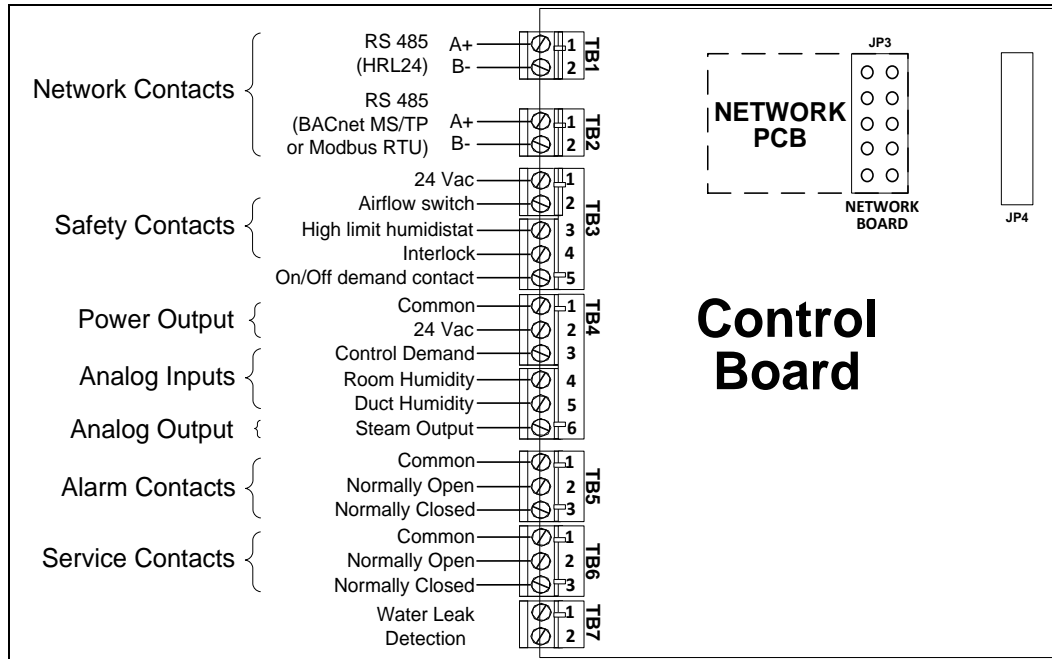 Network Contacts
RS 485 A+ 1
(HRL24) B- 2
TB1
RS 485
(BACnet MS/TP A+ 1
or Modbus RTU) B- 2
TB2
Safety Contacts
24 Vac 1
Airflow switch 2
High limit humidistat 3
Interlock 4
On/Off demand contact 5
TB3
Power Output
Common 1
24 Vac 2
Analog Inputs
Control Demand 3
Room Humidity 4
Duct Humidity 5
Analog Output
Steam Output 6
TB4
Alarm Contacts
Common 1
Normally Open 2
Normally Closed 3
TB5
Service Contacts
Common 1
Normally Open 2
Normally Closed 3
TB6
Water Leak 1
Detection 2
TB7
JP3
NETWORK
PCB
NETWORK
BOARD
JP4
Control
Board